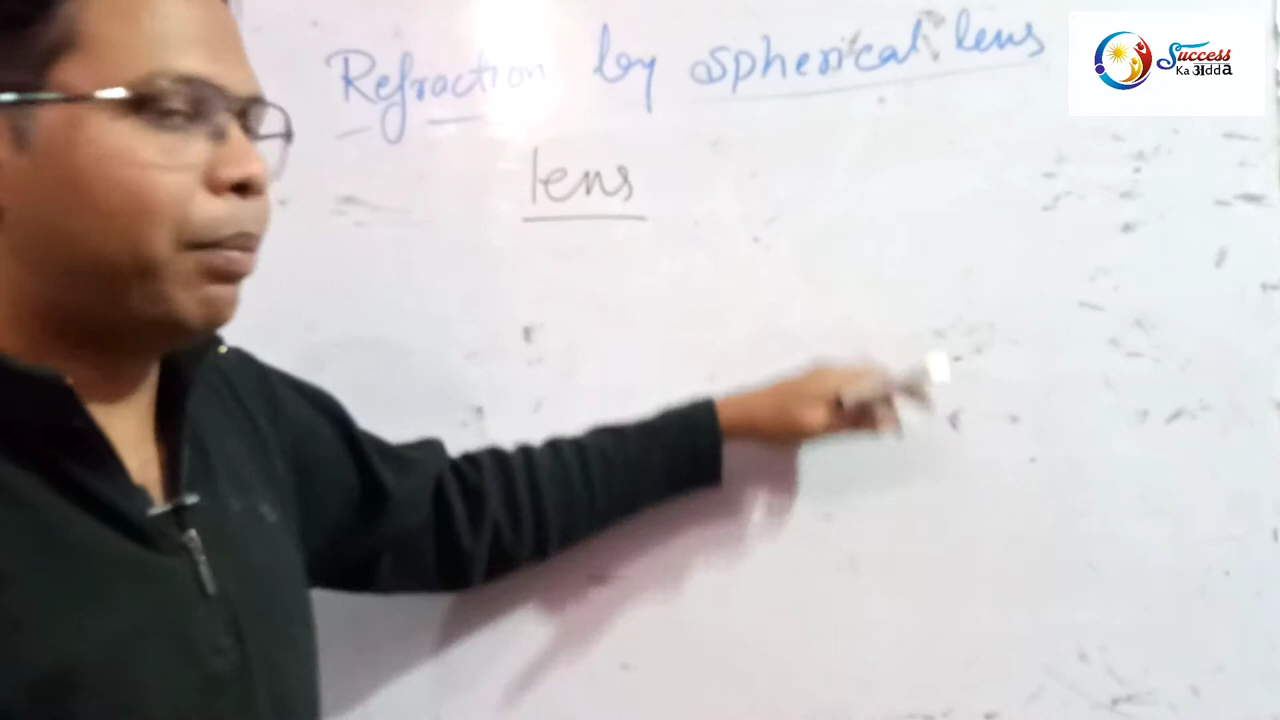 Refraction by spherical lens
Success
Ka अड्डा
lens